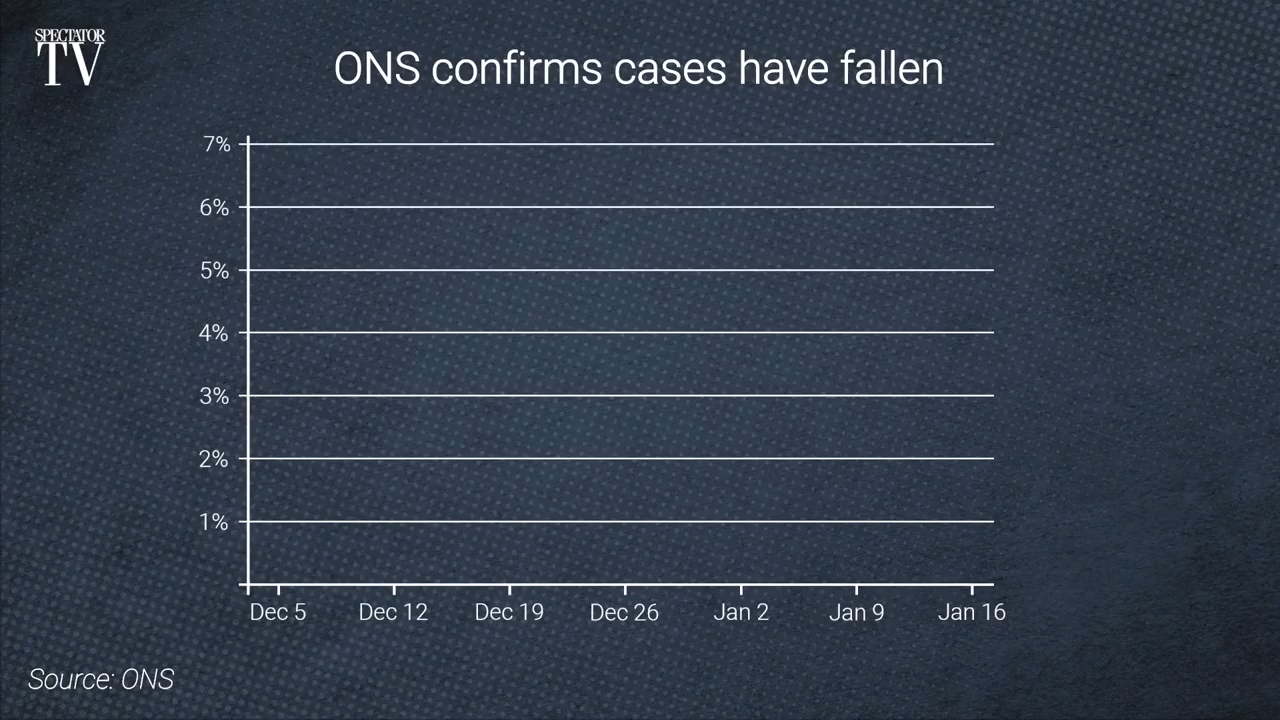 SPECTATOR
TV
ONS confirms cases have fallen
7%
6%
5%
4%
3%
2%
1%
Dec 5 Dec 12 Dec 19 Dec 26 Jan 2 Jan 9 Jan 16
Source: ONS